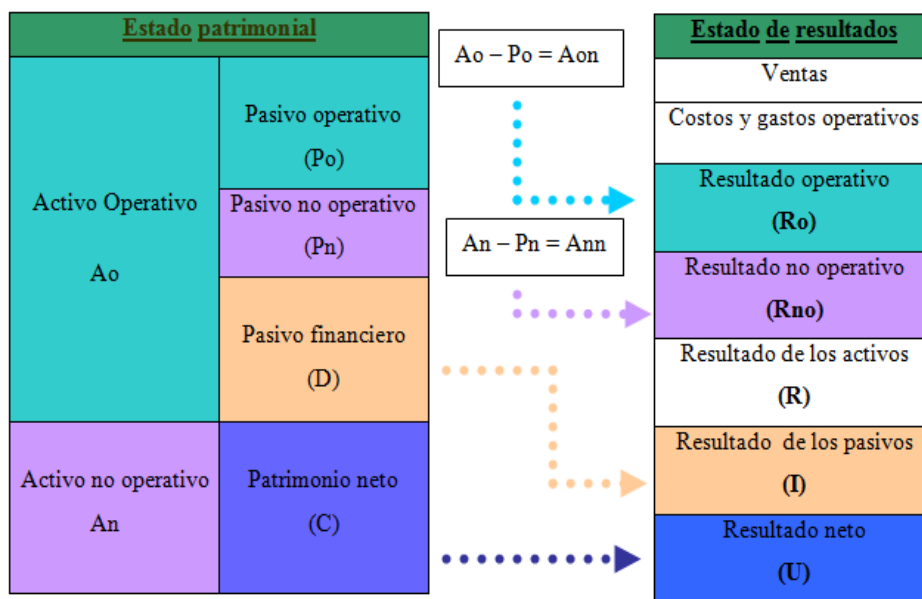 Estado patrimonial
Activo Operativo
Ao
Activo no operativo
An
Pasivo operativo
(Po)
Pasivo no operativo
(Pn)
Pasivo financiero
(D)
Patrimonio neto
(C)
Ao – Po = Aon
An – Pn = Ann
Estado de resultados
Ventas
Costos y gastos operativos
Resultado operativo
(Ro)
Resultado no operativo
(Rno)
Resultado de los activos
(R)
Resultado de los pasivos
(I)
Resultado neto
(U)